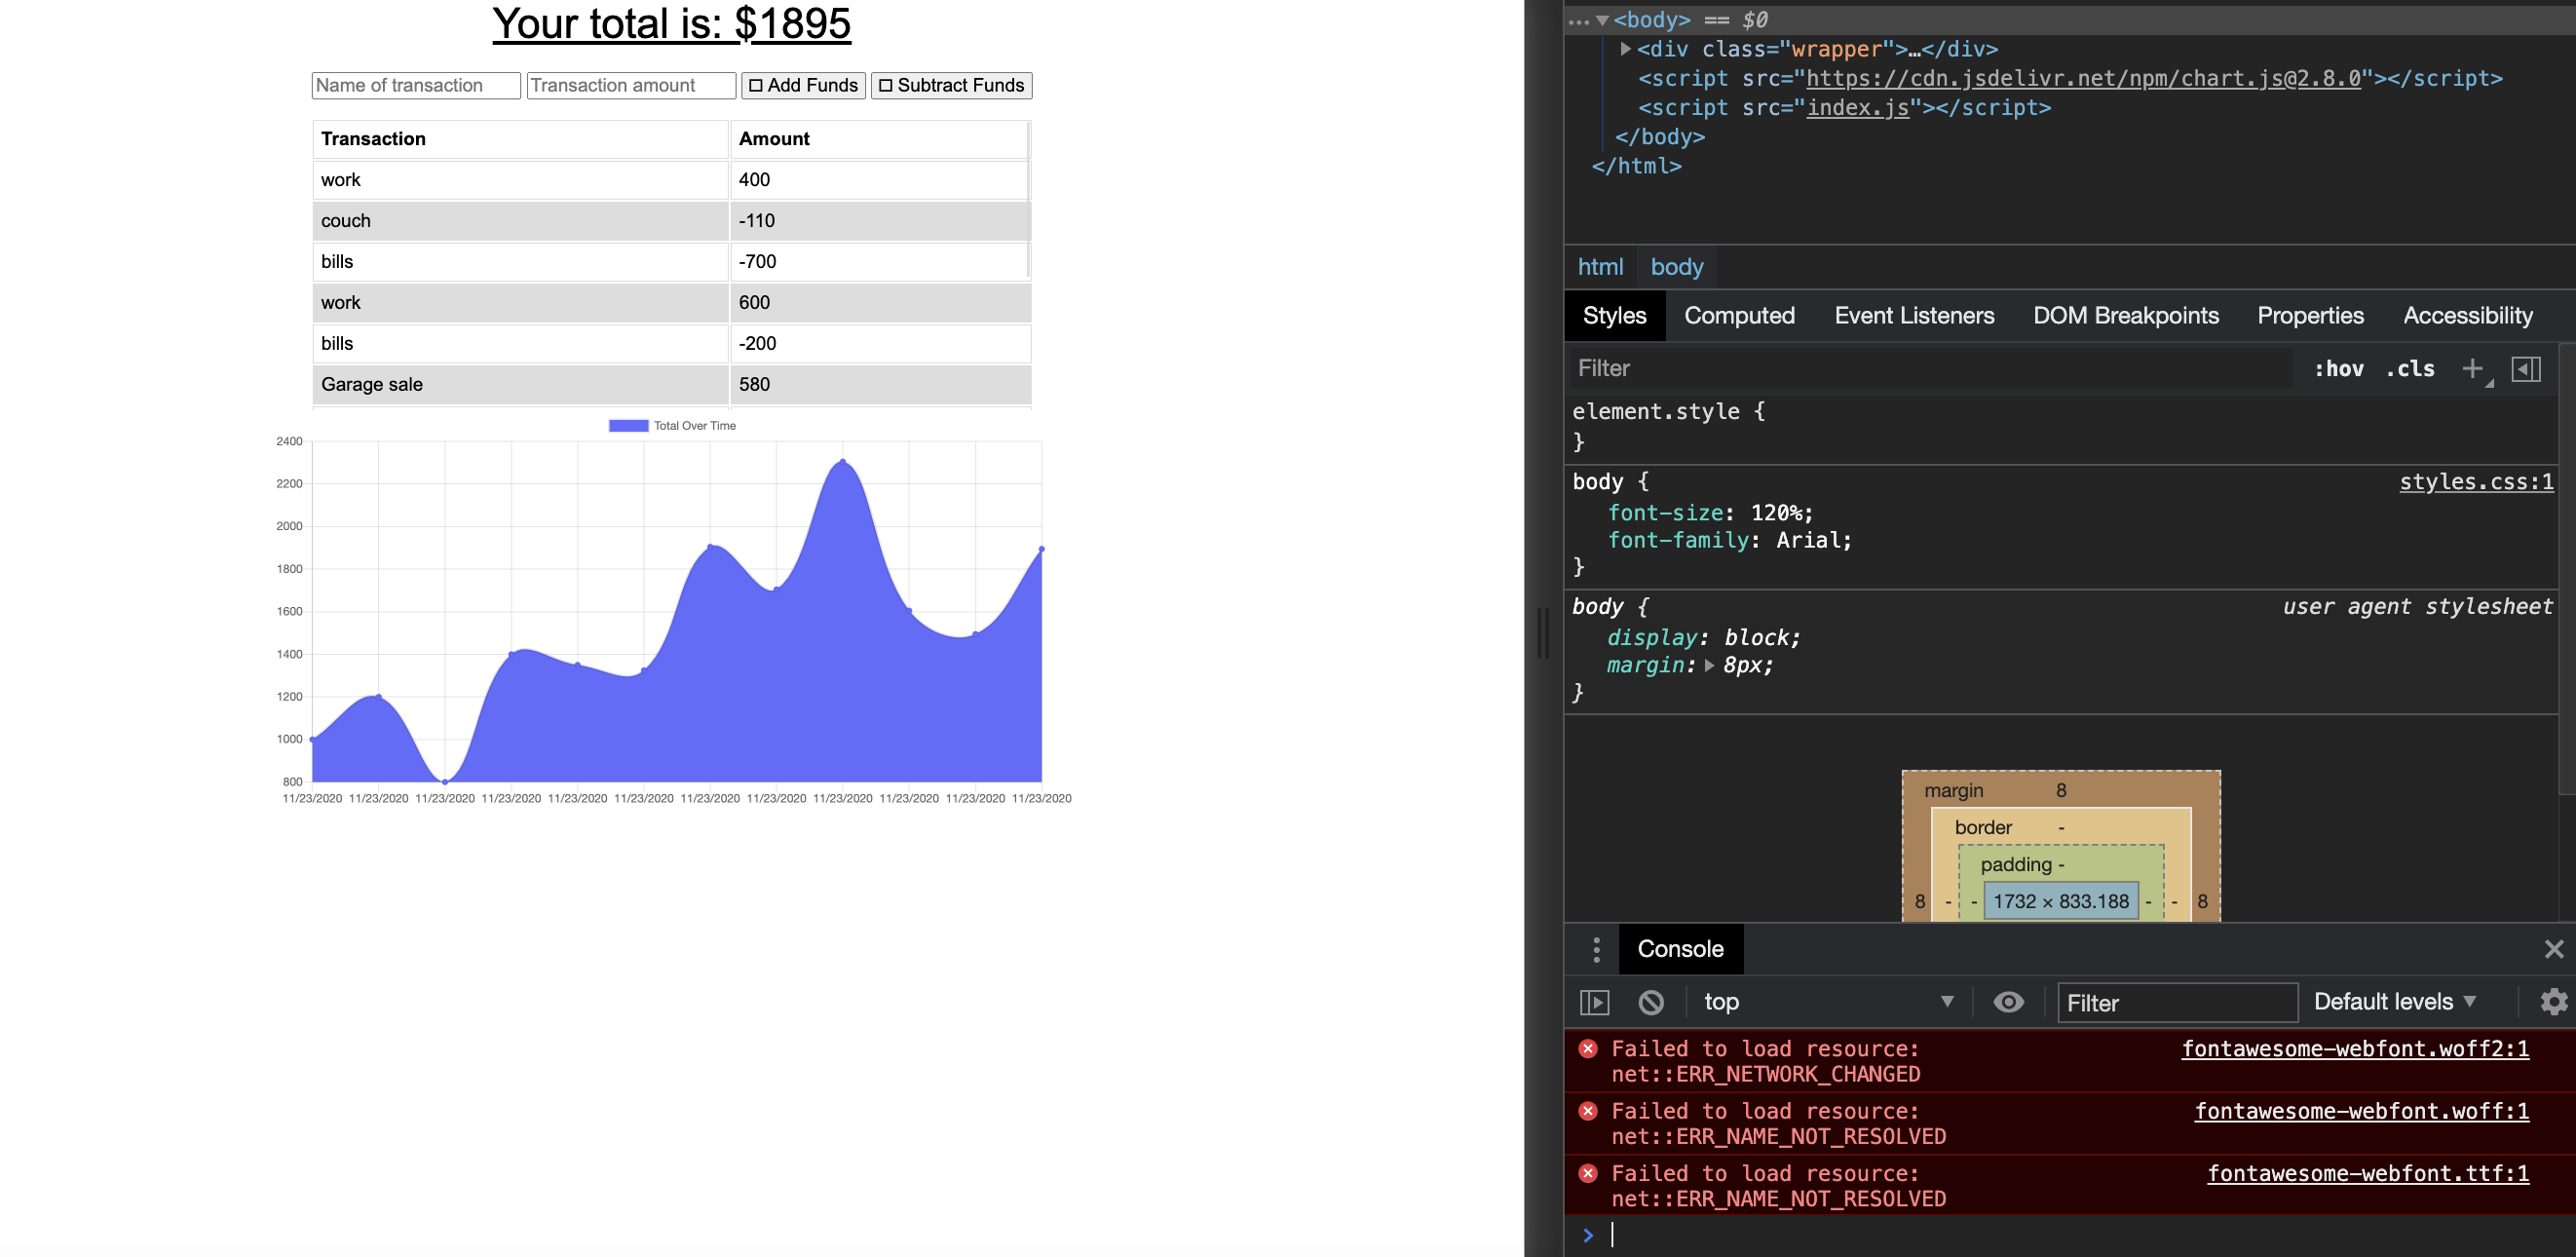 Your total is: $1895
Name of transaction Transaction amount Add Funds Subtract Funds
Transaction Amount
work 400
couch -110
bills -700
work 600
bills -200
Garage sale 580
Total Over Time
2400
2200
2000
1800
1600
1400
1200
1000
800
11/23/2020 11/23/2020 11/23/2020 11/23/2020 11/23/2020 11/23/2020 11/23/2020 11/23/2020 11/23/2020 11/23/2020 11/23/2020 11/23/2020
… <body> == $0
<div class="wrapper">…</div>
<script src="https://cdn.jsdelivr.net/npm/chart.js@2.8.0"></script>
<script src="index.js"></script>
</body>
</html>
html body
Styles Computed Event Listeners DOM Breakpoints Properties Accessibility
Filter :hov .cls +
element.style {
}
body { styles.css:1
font-size: 120%;
font-family: Arial;
}
body { user agent stylesheet
display: block;
margin: 8px;
}
margin 8
border -
padding -
8 - - 1732 × 833.188 - - 8
Console
top Filter Default levels
Failed to load resource: fontawesome-webfont.woff2:1
net::ERR_NETWORK_CHANGED
Failed to load resource: fontawesome-webfont.woff:1
net::ERR_NAME_NOT_RESOLVED
Failed to load resource: fontawesome-webfont.ttf:1
net::ERR_NAME_NOT_RESOLVED